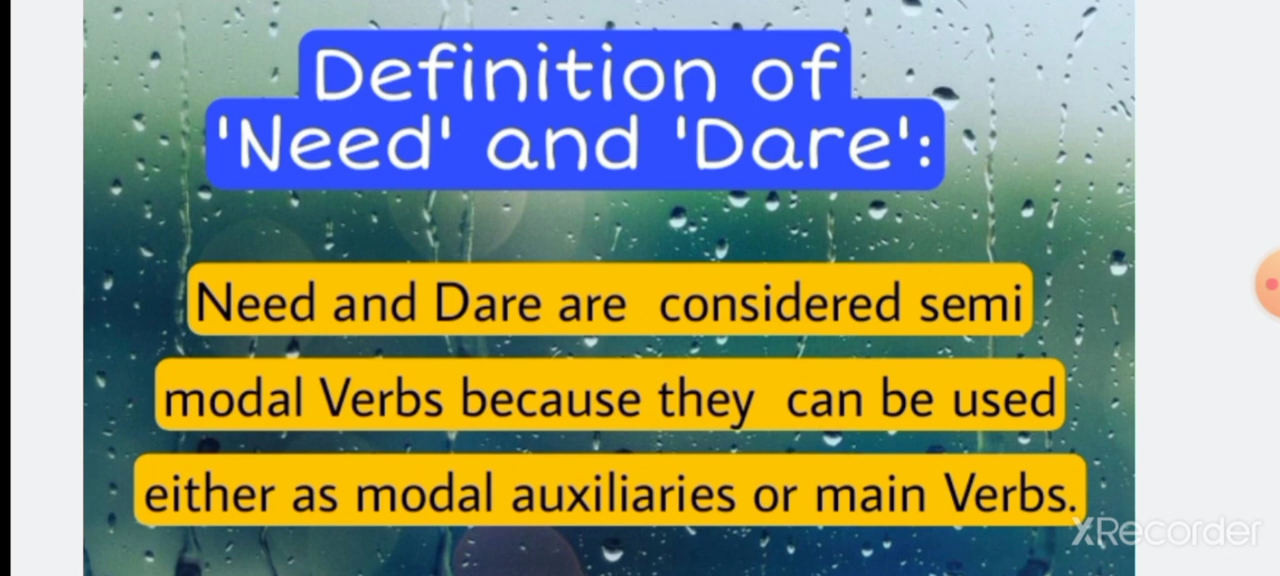 Definition of
'Need' and 'Dare':
Need and Dare are considered semi
modal Verbs because they can be used
either as modal auxiliaries or main Verbs.
XRecorder